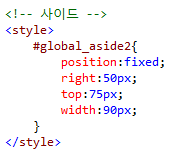 <!-- 사이드 -->
<style>
#global_aside2{
position:fixed;
right:50px;
top:75px;
width:90px;
}
</style>